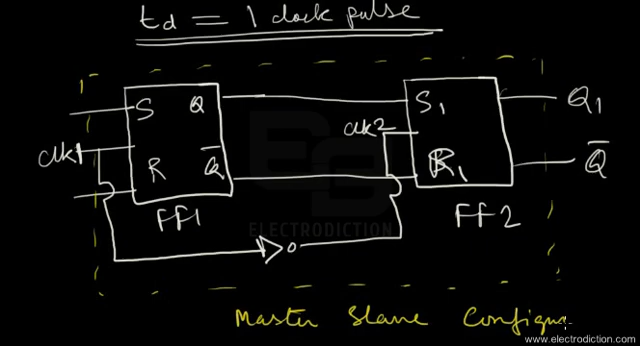 td = 1 clock pulse
S Q S1 Q1
clk1 clk2
R Q̅ R1 Q̅
FF1 FF2
ELECTRODICTION
Master Slave Configu
www.electrodiction.com